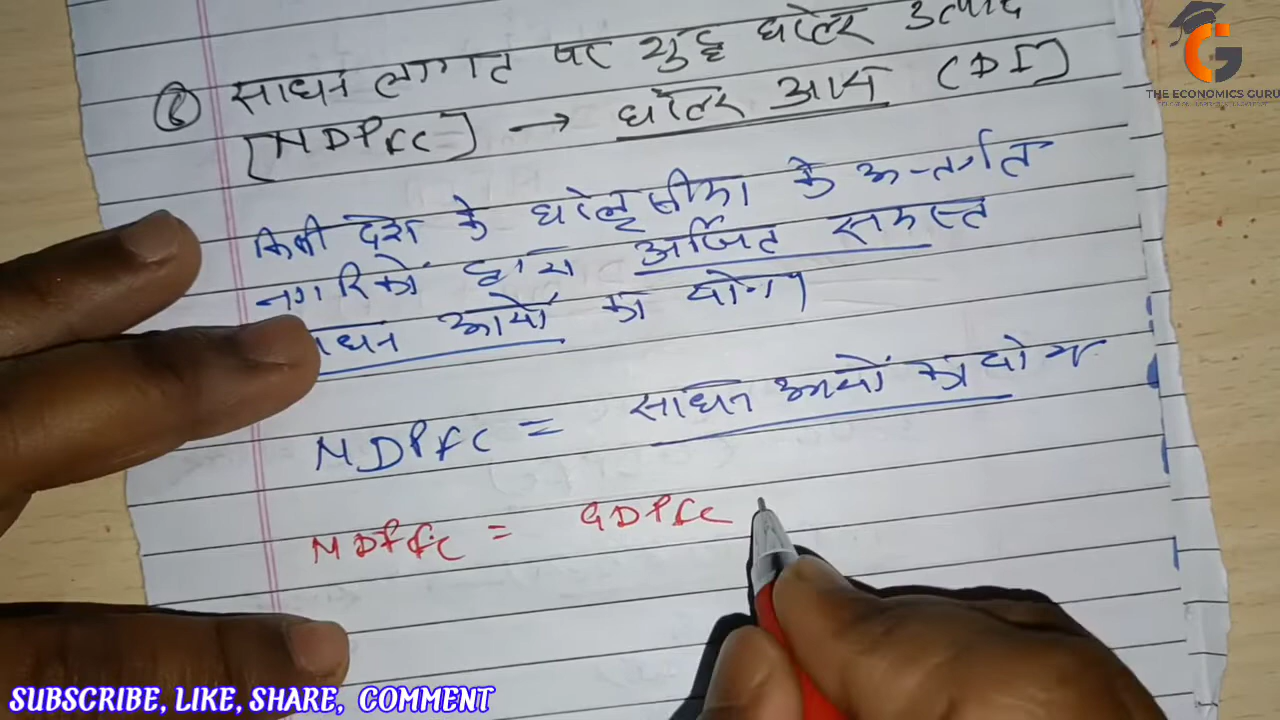 ⑥ साधन लागत पर शुद्ध घरेलू उत्पाद
[NDPFC] → घरेलू आय (DI]
किसी देश के घरेलू सीमा के अन्तर्गत
नागरिकों द्वारा अर्जित समस्त
साधन आयों का योग।
NDPFC = साधन आयों का योग
NDPFC = GDPFC
THE ECONOMICS GURU
SUBSCRIBE, LIKE, SHARE, COMMENT